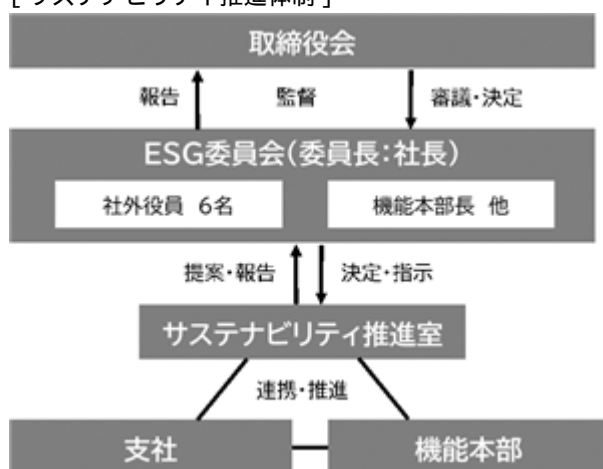 [ サステナビリティ推進体制 ]
取締役会
報告 監督 審議・決定
ESG委員会(委員長:社長)
社外役員 6名 機能本部長 他
提案・報告 決定・指示
サステナビリティ推進室
連携・推進
支社 機能本部